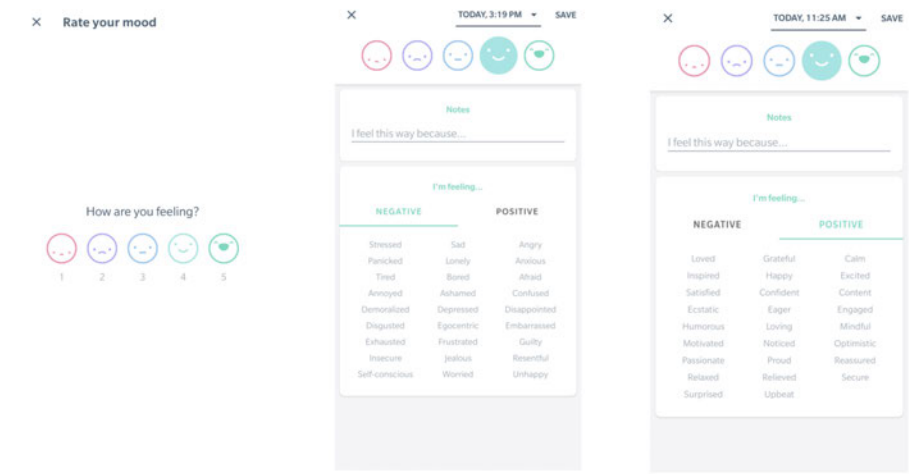 × Rate your mood
How are you feeling?
1 2 3 4 5
× TODAY, 3:19 PM SAVE
Notes
I feel this way because...
I'm feeling...
NEGATIVE POSITIVE
Stressed Sad Angry
Panicked Lonely Anxious
Tired Bored Afraid
Annoyed Ashamed Confused
Demoralized Depressed Disappointed
Disgusted Egocentric Embarrassed
Exhausted Frustrated Guilty
Insecure Jealous Resentful
Self-conscious Worried Unhappy
× TODAY, 11:25 AM SAVE
Notes
I feel this way because...
I'm feeling...
NEGATIVE POSITIVE
Loved Grateful Calm
Inspired Happy Excited
Satisfied Confident Content
Ecstatic Eager Engaged
Humorous Loving Mindful
Motivated Noticed Optimistic
Passionate Proud Reassured
Relaxed Relieved Secure
Surprised Upbeat